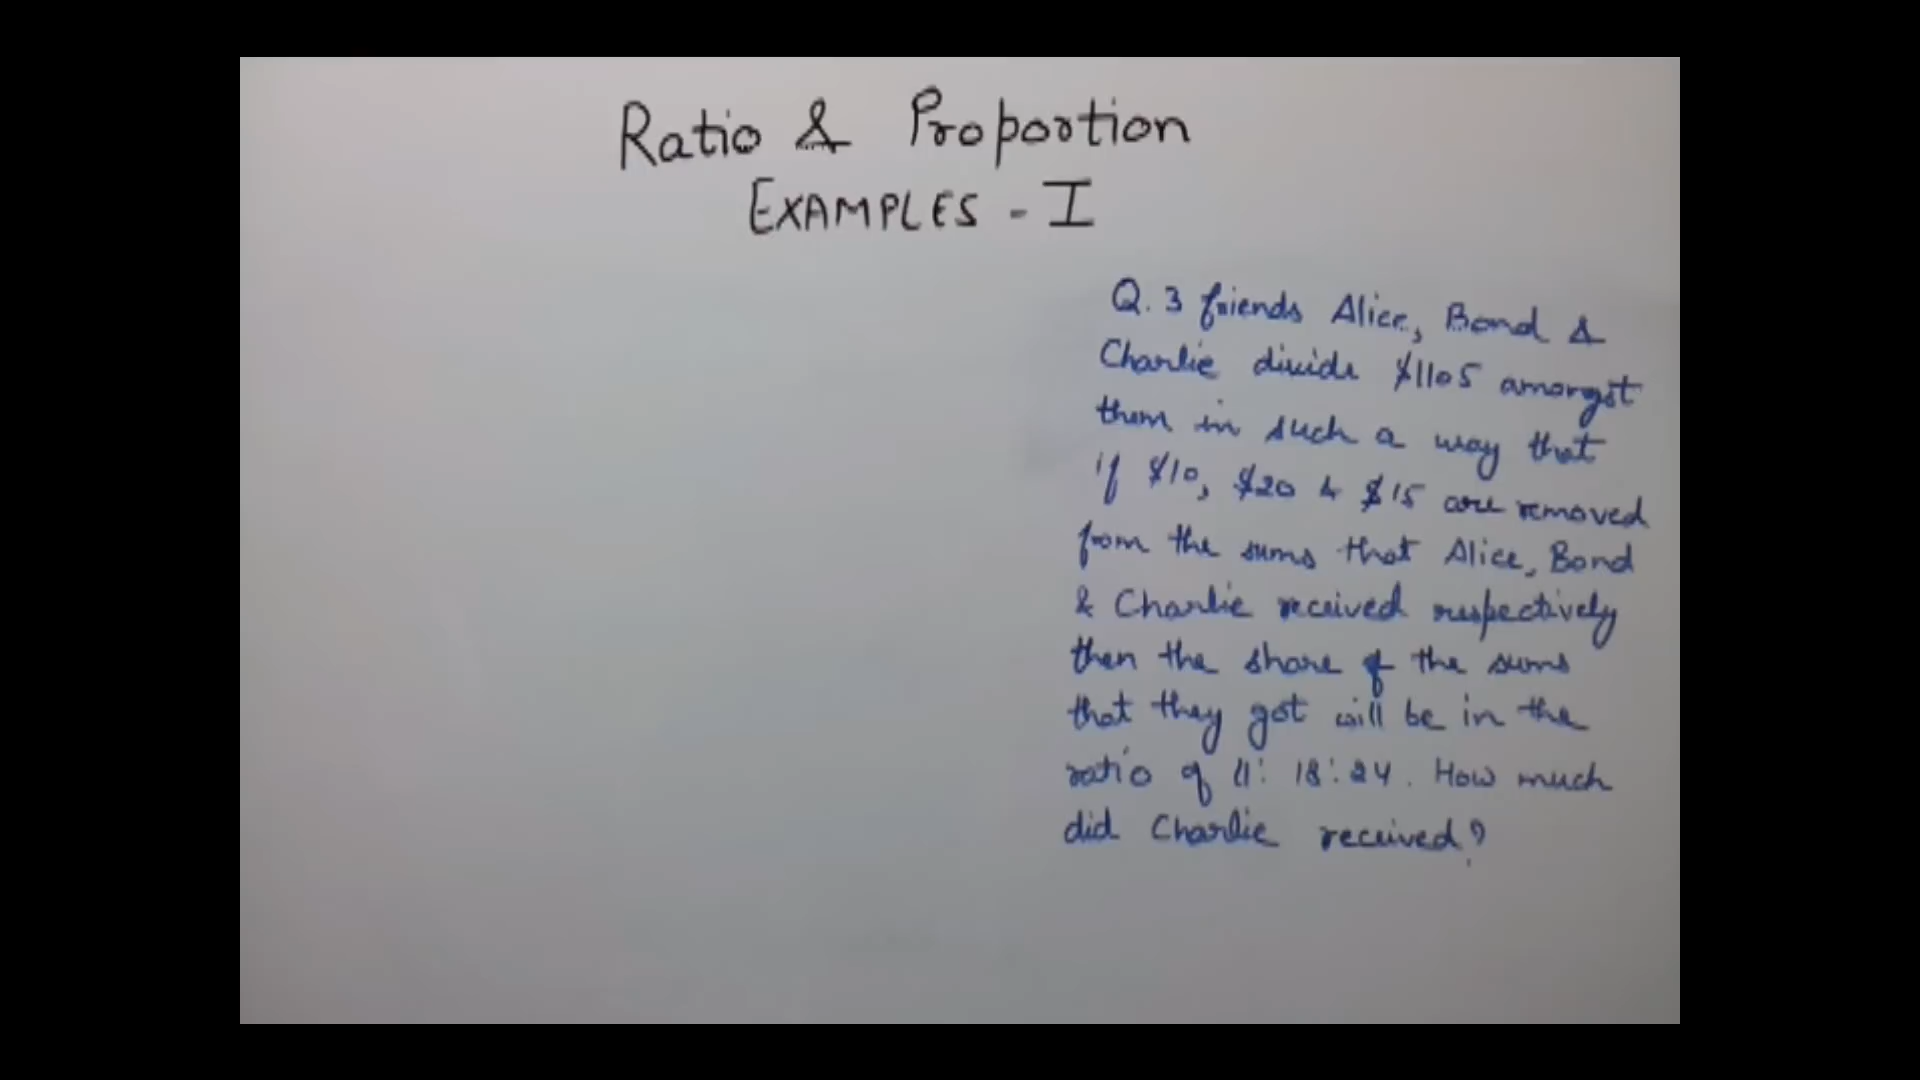 Ratio & Proportion
EXAMPLES - I
Q. 3 friends Alice, Bond &
Charlie divide $1105 amongst
them in such a way that
if $10, $20 & $15 are removed
from the sums that Alice, Bond
& Charlie received respectively
then the share of the sums
that they got will be in the
ratio of 11: 18: 24. How much
did Charlie received?